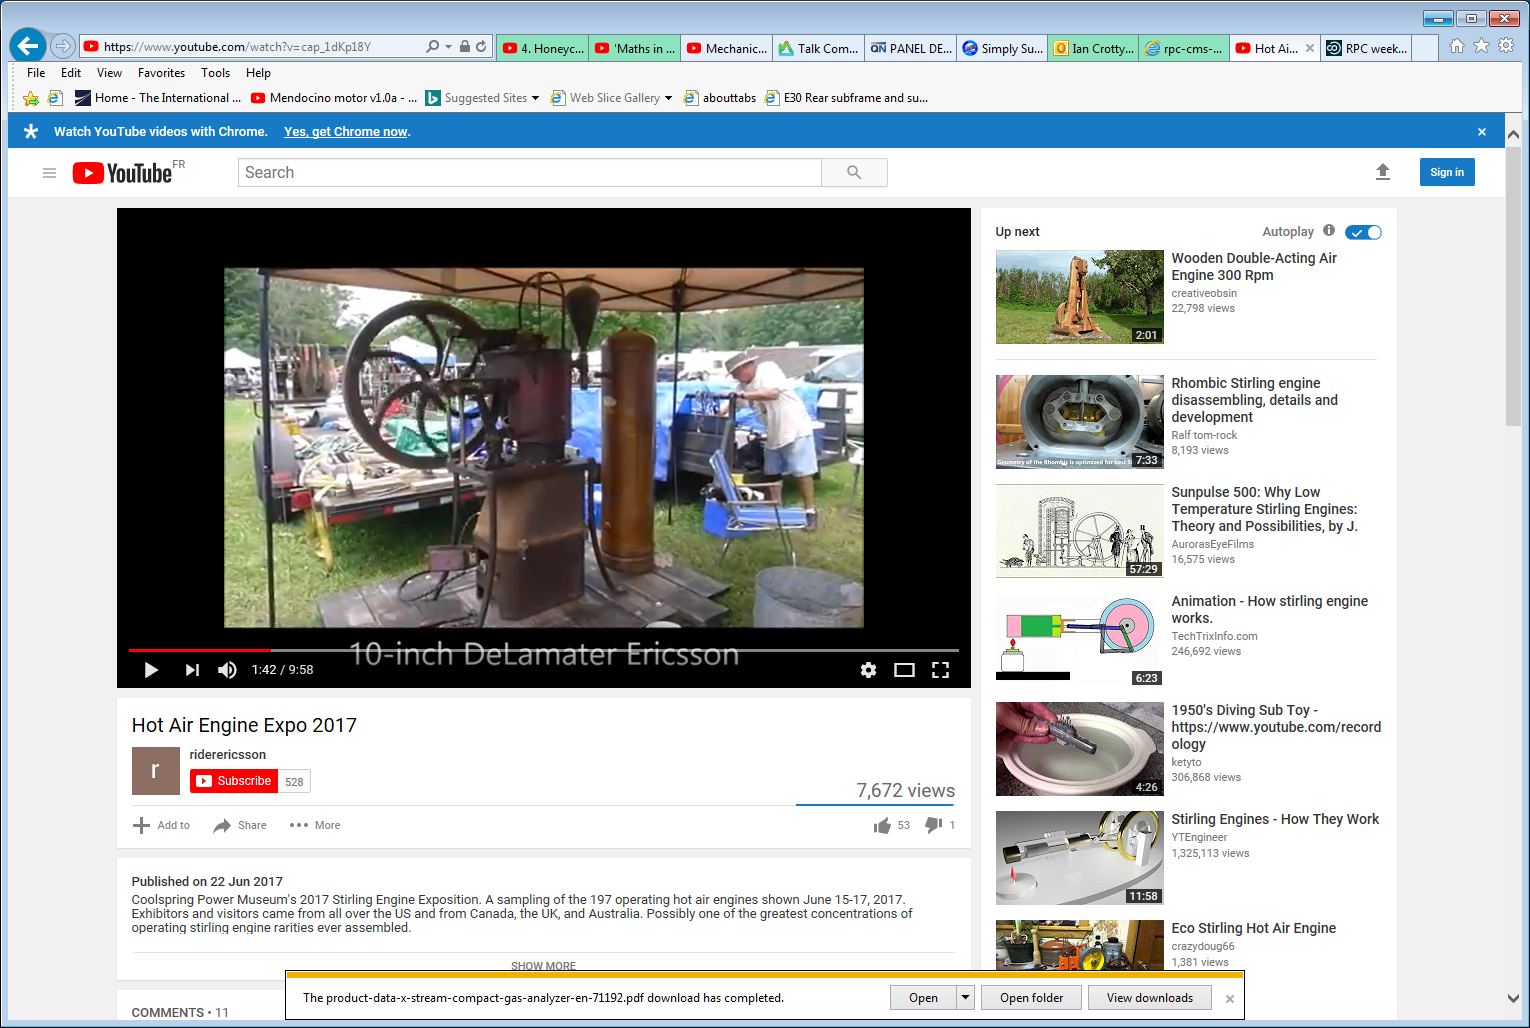 https://www.youtube.com/watch?v=cap_1dKp18Y
4. Honeyc...
'Maths in ...
Mechanic...
Talk Com...
QN PANEL DE...
Simply Su...
Ian Crotty...
rpc-cms-...
Hot Ai...
RPC week...
File Edit View Favorites Tools Help
Home - The International ...
Mendocino motor v1.0a - ...
Suggested Sites
Web Slice Gallery
abouttabs
E30 Rear subframe and su...
Watch YouTube videos with Chrome. Yes, get Chrome now.
YouTube FR
Search
Sign in
10-inch DeLamater Ericsson
1:42 / 9:58
Hot Air Engine Expo 2017
r
riderericsson
Subscribe 528
7,672 views
Add to Share More
53 1
Published on 22 Jun 2017
Coolspring Power Museum's 2017 Stirling Engine Exposition. A sampling of the 197 operating hot air engines shown June 15-17, 2017.
Exhibitors and visitors came from all over the US and from Canada, the UK, and Australia. Possibly one of the greatest concentrations of
operating stirling engine rarities ever assembled.
SHOW MORE
COMMENTS • 11
Up next
Autoplay
Wooden Double-Acting Air
Engine 300 Rpm
creativeobsin
22,798 views
2:01
Rhombic Stirling engine
disassembling, details and
development
Ralf tom-rock
8,193 views
Geometry of the Rhombic is optimized for best
7:33
Sunpulse 500: Why Low
Temperature Stirling Engines:
Theory and Possibilities, by J.
AurorasEyeFilms
16,575 views
57:29
Animation - How stirling engine
works.
TechTrixInfo.com
246,692 views
6:23
1950's Diving Sub Toy -
https://www.youtube.com/record
ology
ketyto
306,868 views
4:26
Stirling Engines - How They Work
YTEngineer
1,325,113 views
11:58
Eco Stirling Hot Air Engine
crazydoug66
1,381 views
The product-data-x-stream-compact-gas-analyzer-en-71192.pdf download has completed.
Open
Open folder
View downloads